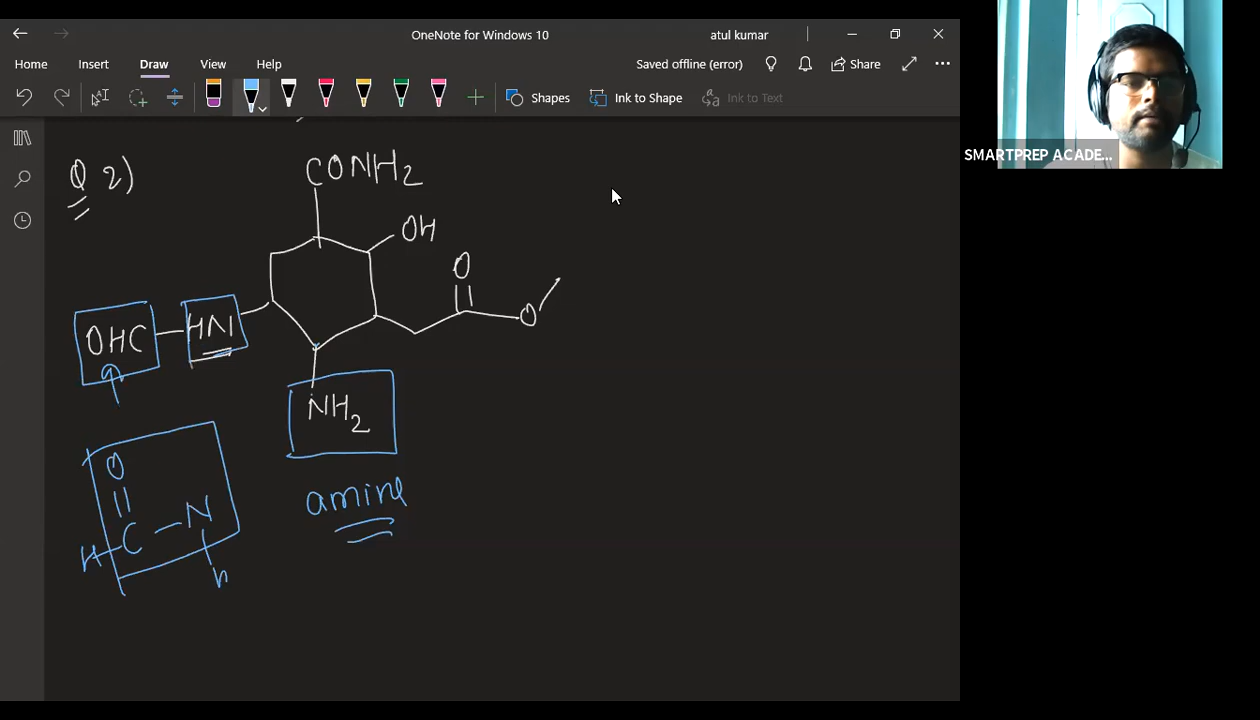 OneNote for Windows 10
atul kumar
Home Insert Draw View Help
Saved offline (error)
Share
Shapes
Ink to Shape
Ink to Text
SMARTPREP ACADE...
Q 2)
CONH2
OH
O
O
OHC
HN
NH2
amine
O
H C N
h